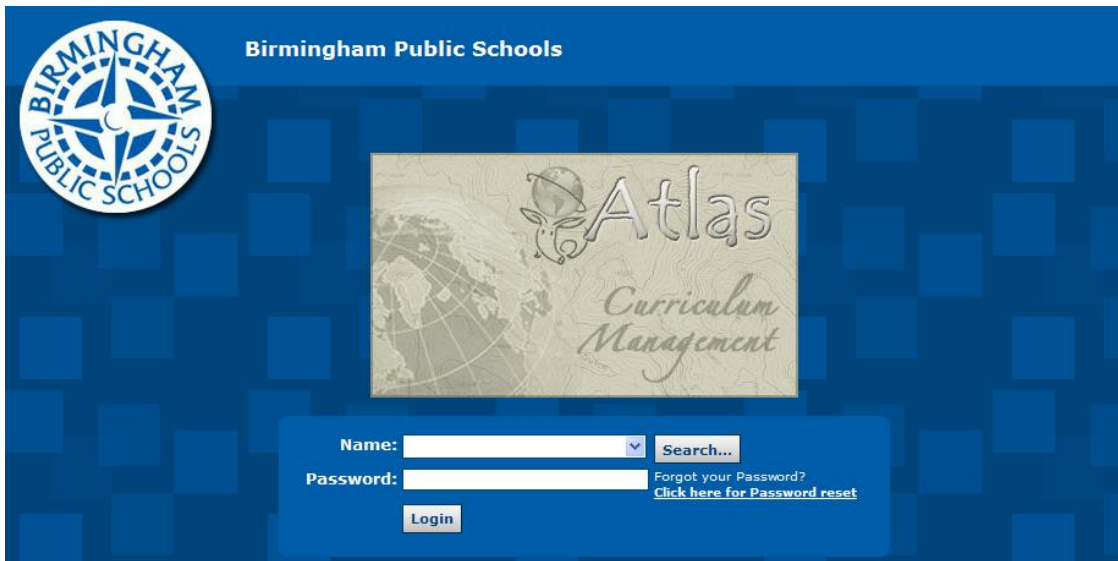 BIRMINGHAM
PUBLIC SCHOOLS
Birmingham Public Schools
Atlas
Curriculum
Management
Name:
Search...
Password:
Forgot your Password?
Click here for Password reset
Login